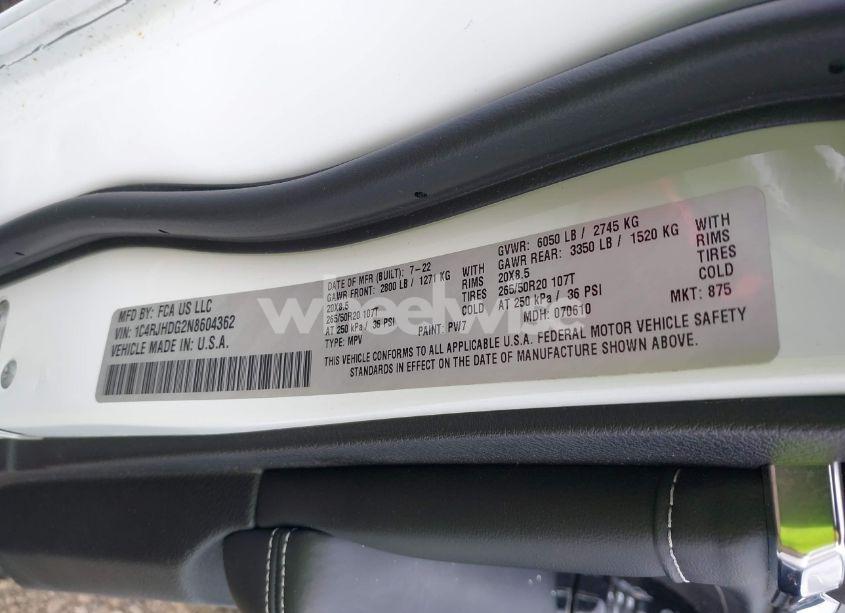 MFD BY: FCA US LLC
VIN: 1C4RJHDG2N8604362
VEHICLE MADE IN: U.S.A.
DATE OF MFR (BUILT): 7-22
GAWR FRONT: 2800 LB / 1271 KG WITH
20X8.5 RIMS
265/50R20 107T TIRES
AT 250 kPa / 36 PSI COLD
TYPE: MPV PAINT: PW7
GVWR: 6050 LB / 2745 KG
GAWR REAR: 3350 LB / 1520 KG WITH
20X8.5 RIMS
265/50R20 107T TIRES
AT 250 kPa / 36 PSI COLD
MDH: 070610 MKT: 875
THIS VEHICLE CONFORMS TO ALL APPLICABLE U.S.A. FEDERAL MOTOR VEHICLE SAFETY
STANDARDS IN EFFECT ON THE DATE OF MANUFACTURE SHOWN ABOVE.
wheelwise
wheelwise